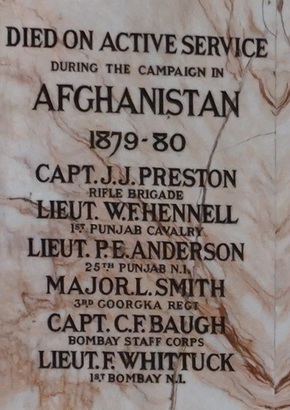 DIED ON ACTIVE SERVICE
DURING THE CAMPAIGN IN
AFGHANISTAN
1879-80
CAPT. J. J. PRESTON
RIFLE BRIGADE
LIEUT. W.F. HENNELL
1ST PUNJAB CAVALRY
LIEUT. P.E. ANDERSON
25TH PUNJAB N.I.
MAJOR L. SMITH
3RD GOORGKA REGT
CAPT. C.F. BAUGH
BOMBAY STAFF CORPS
LIEUT. F. WHITTUCK
1ST BOMBAY N.I.